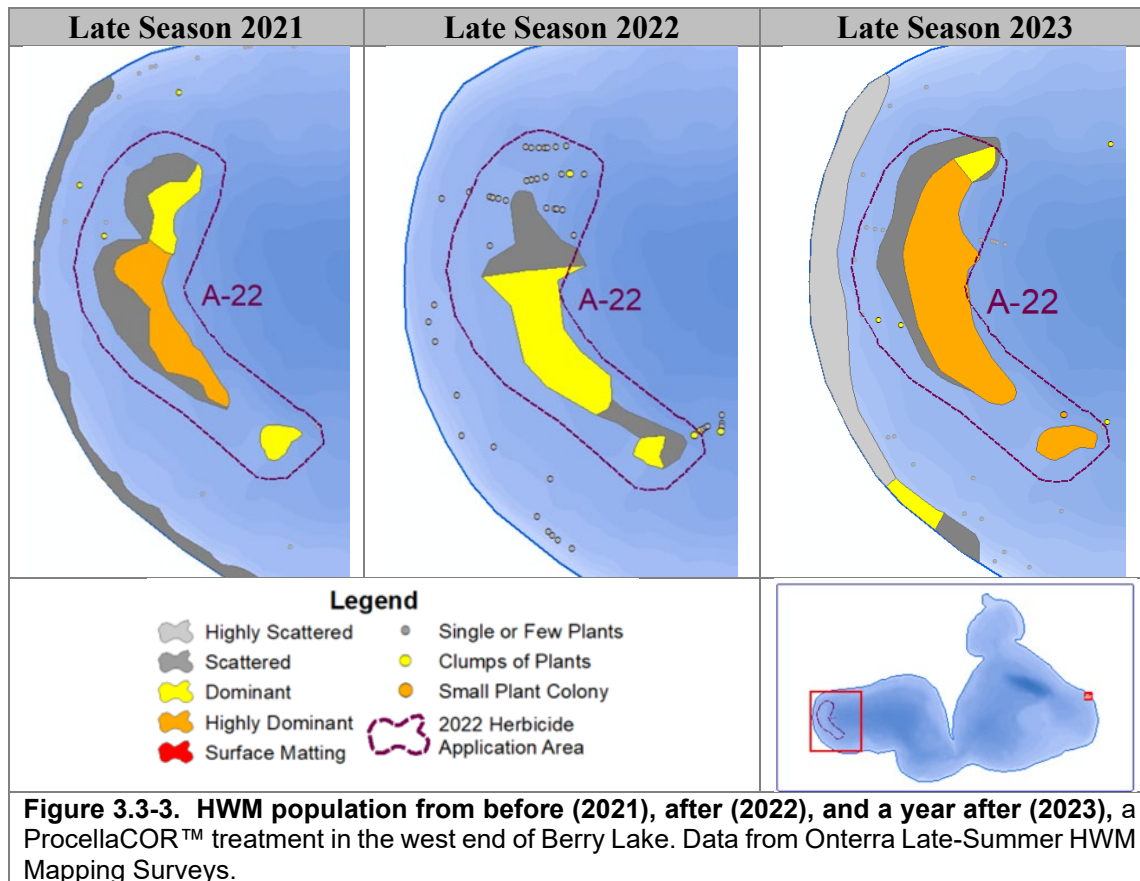 Late Season 2021
Late Season 2022
Late Season 2023
A-22
A-22
A-22
Legend
Highly Scattered
Scattered
Dominant
Highly Dominant
Surface Matting
Single or Few Plants
Clumps of Plants
Small Plant Colony
2022 Herbicide
Application Area
Figure 3.3-3. HWM population from before (2021), after (2022), and a year after (2023), a
ProcellaCOR™ treatment in the west end of Berry Lake. Data from Onterra Late-Summer HWM
Mapping Surveys.